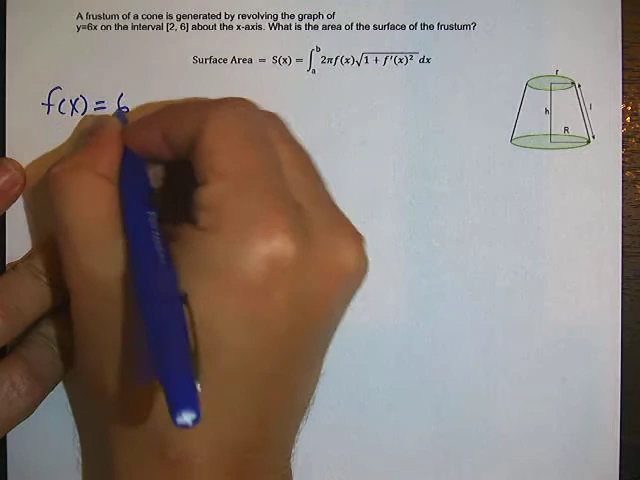 A frustum of a cone is generated by revolving the graph of
y=6x on the interval [2, 6] about the x-axis. What is the area of the surface of the frustum?
Surface Area = S(x) = ∫ₐᵇ 2πf(x)√(1 + f'(x)²) dx
f(x) = 6
r
h
l
R